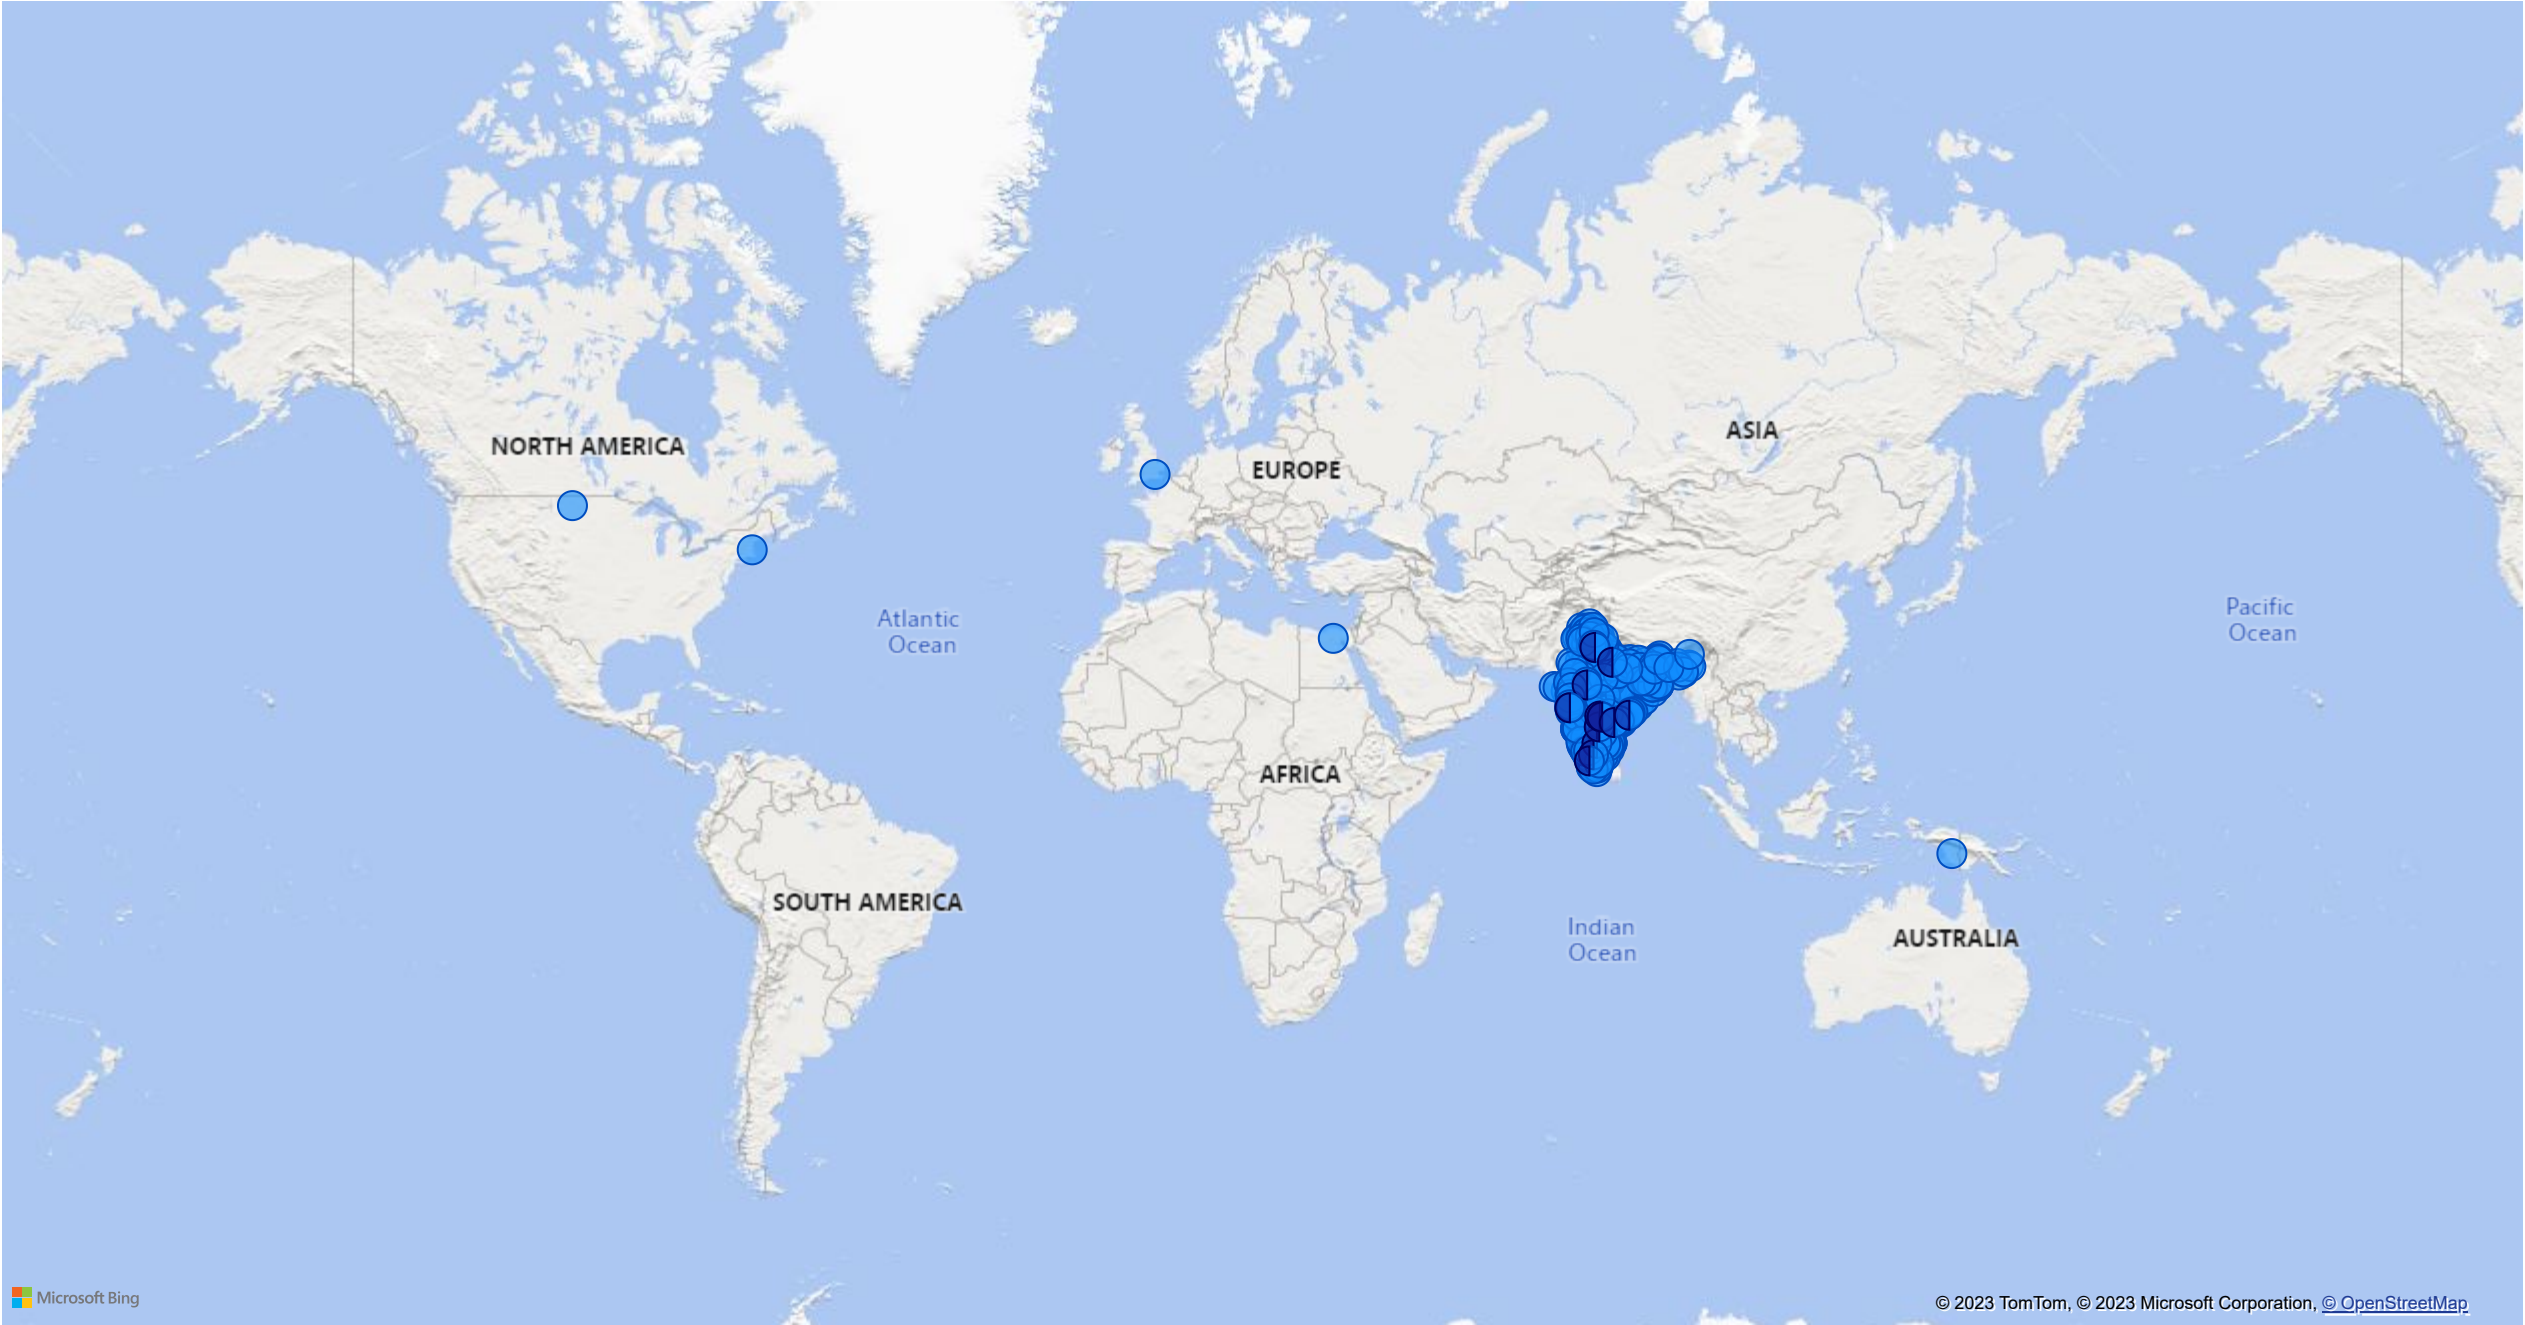 ASIA
NORTH AMERICA
EUROPE
Atlantic
Ocean
Pacific
Ocean
AFRICA
SOUTH AMERICA
Indian
Ocean
AUSTRALIA
Microsoft Bing
© 2023 TomTom, © 2023 Microsoft Corporation, © OpenStreetMap